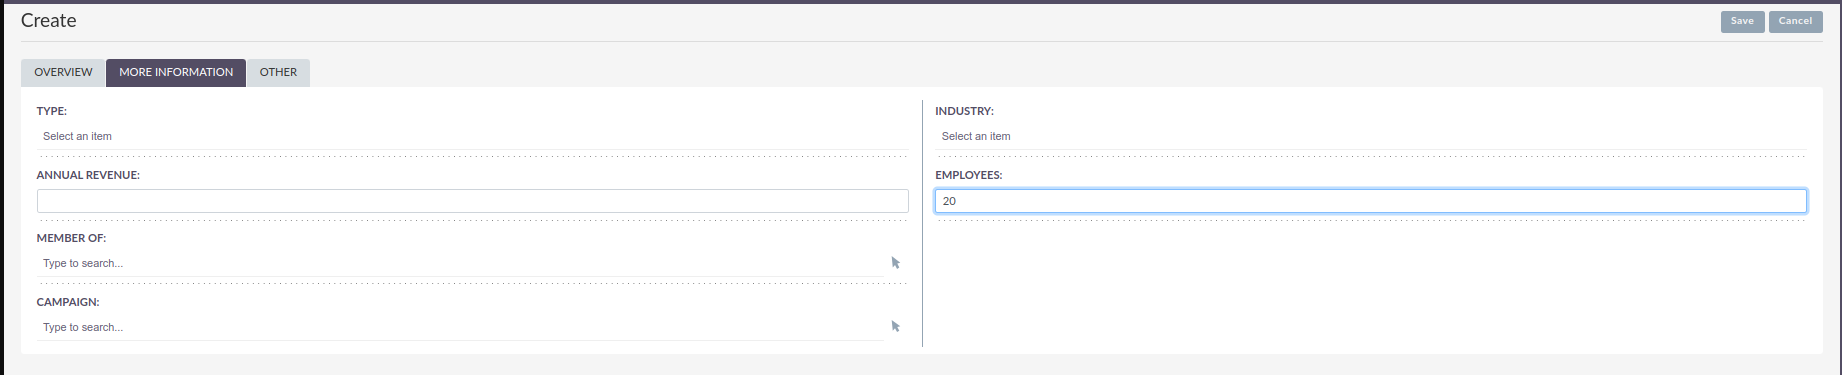 Create
Save Cancel
OVERVIEW MORE INFORMATION OTHER
TYPE:
Select an item
INDUSTRY:
Select an item
ANNUAL REVENUE:
EMPLOYEES:
20
MEMBER OF:
Type to search...
CAMPAIGN:
Type to search...